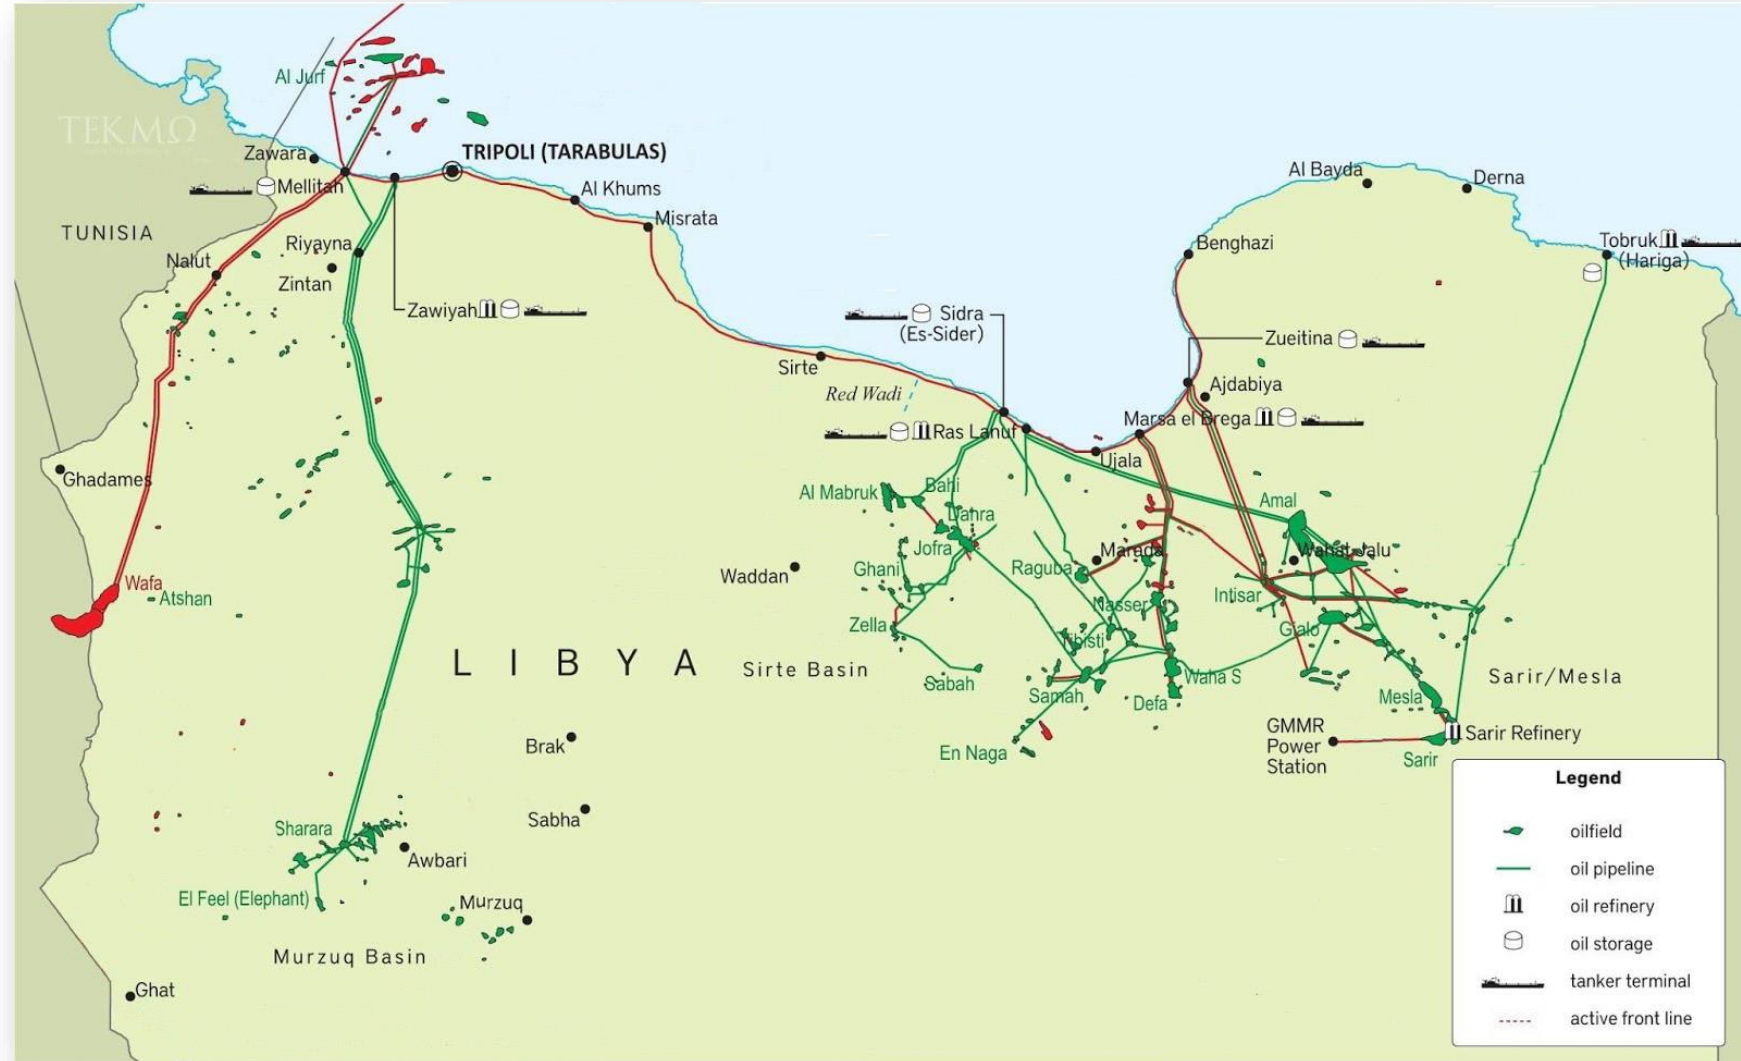 Al Jurf
TEKMΩ
Zawara
TRIPOLI (TARABULAS)
Mellitah
Al Khums
Misrata
TUNISIA
Riyayna
Nalut
Zintan
Zawiyah
Al Bayda
Derna
Benghazi
Tobruk
(Hariga)
Sidra
(Es-Sider)
Zueitina
Sirte
Red Wadi
Ajdabiya
Marsa el Brega
Ras Lanuf
Ujala
Ghadames
Al Mabruk
Bahi
Dahra
Amal
Jofra
Marada
Wahat Jalu
Waddan
Ghani
Raguba
Wafa
Atshan
Intisar
Nasser
Zella
Gialo
Tibisti
LIBYA
Sirte Basin
Sabah
Samah
Waha S
Defa
Sarir/Mesla
Mesla
En Naga
GMMR
Power
Station
Sarir Refinery
Sarir
Brak
Sabha
Sharara
Awbari
El Feel (Elephant)
Murzuq
Murzuq Basin
Ghat
Legend
oilfield
oil pipeline
oil refinery
oil storage
tanker terminal
active front line